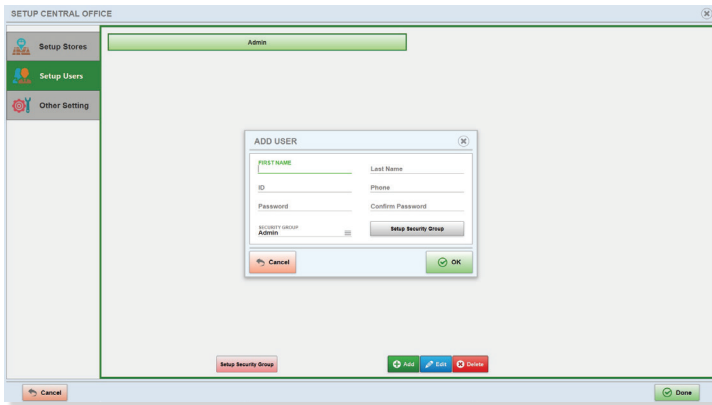 SETUP CENTRAL OFFICE
Setup Stores
Admin
Setup Users
Other Setting
ADD USER
FIRST NAME
Last Name
ID
Phone
Password
Confirm Password
SECURITY GROUP
Admin
Setup Security Group
Cancel
OK
Setup Security Group
Add
Edit
Delete
Cancel
Done